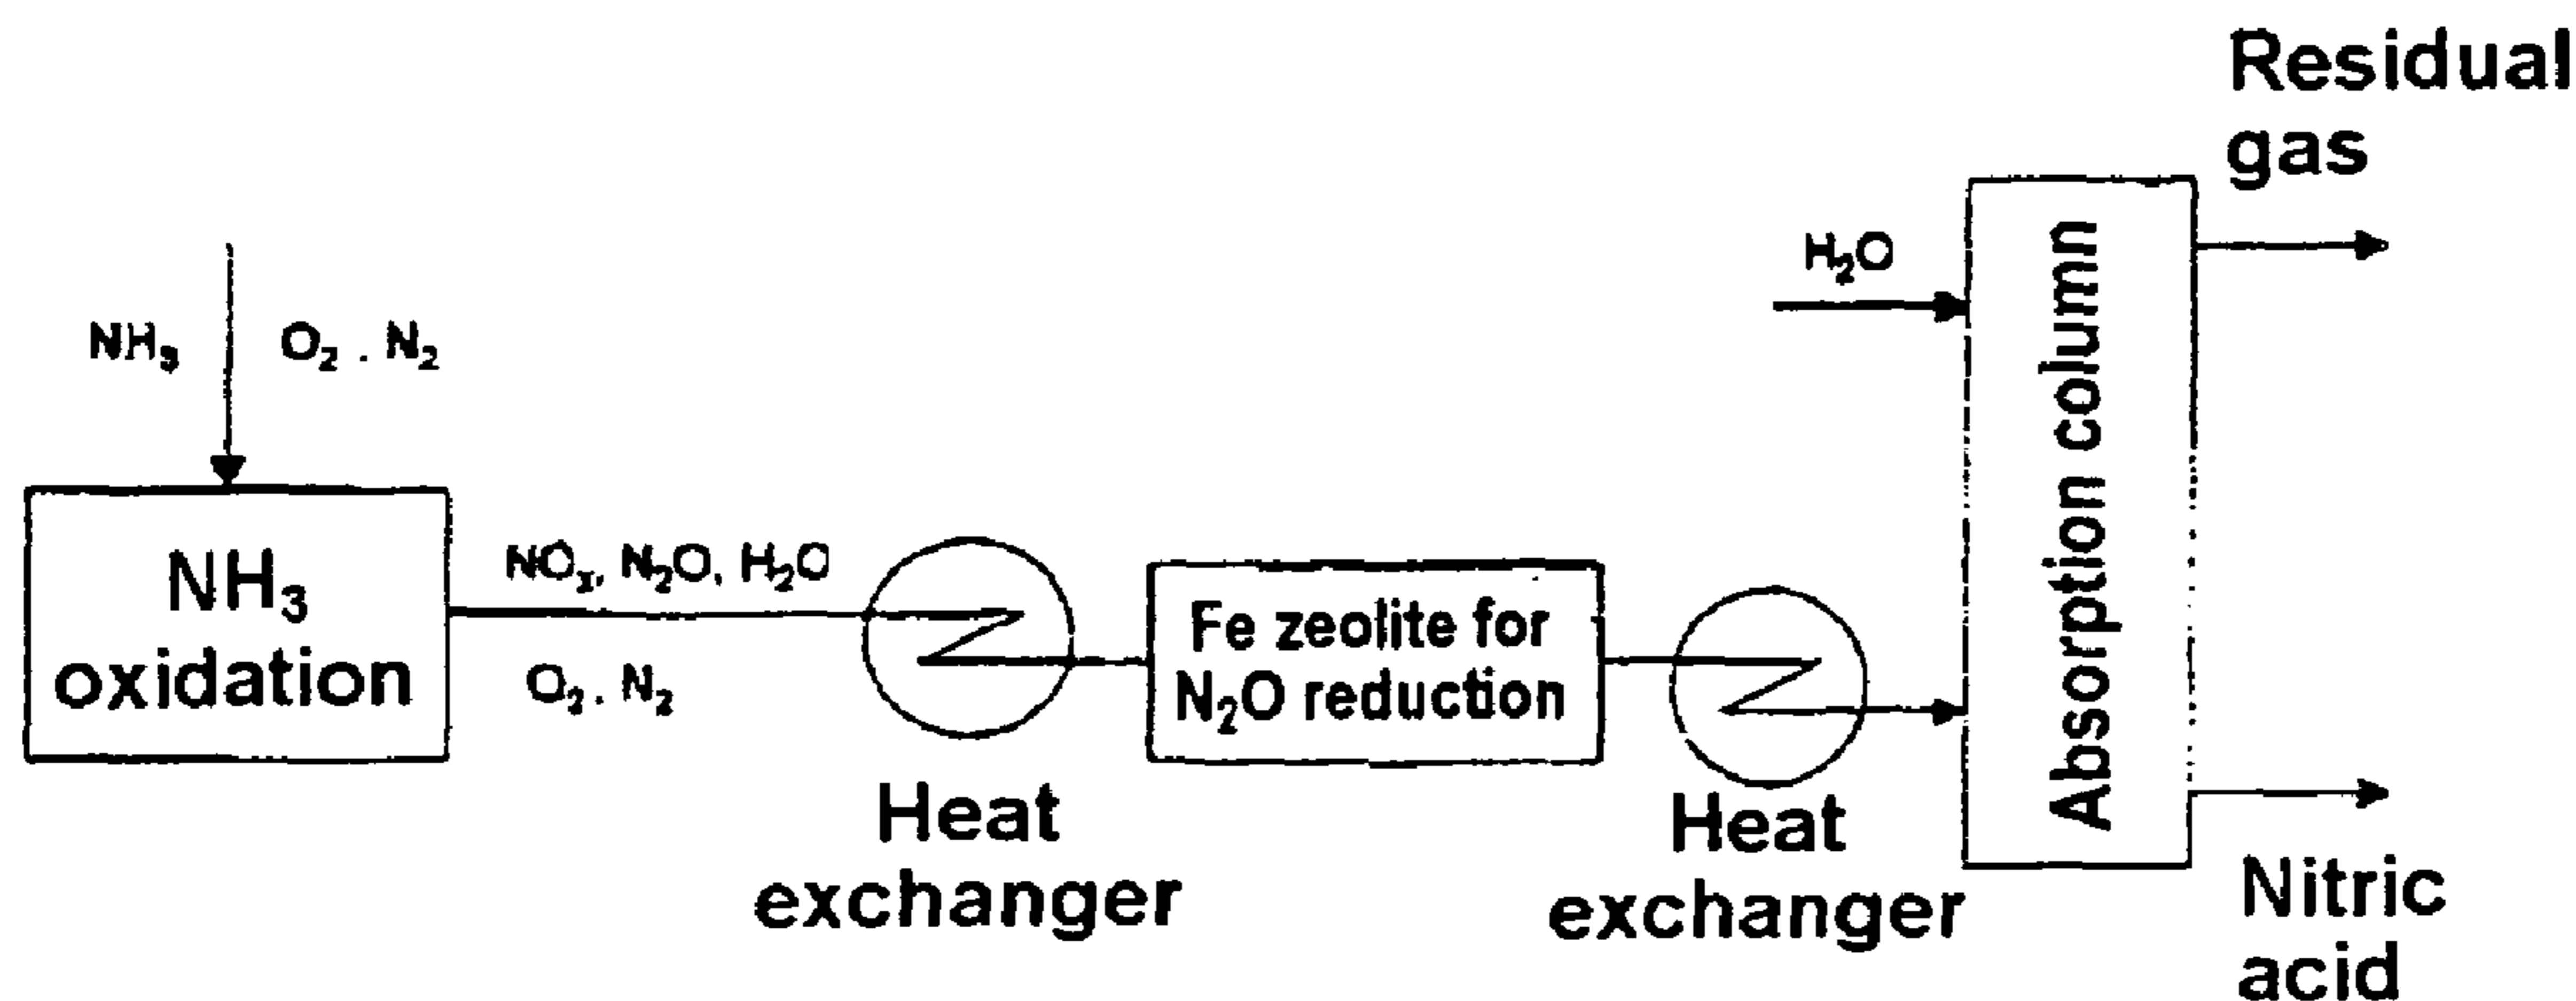 Residual
gas
H₂O
NH₃
O₂ . N₂
NH₃
oxidation
NOₓ, N₂O, H₂O
O₂ . N₂
Heat
exchanger
Fe zeolite for
N₂O reduction
Heat
exchanger
Absorption column
Nitric
acid